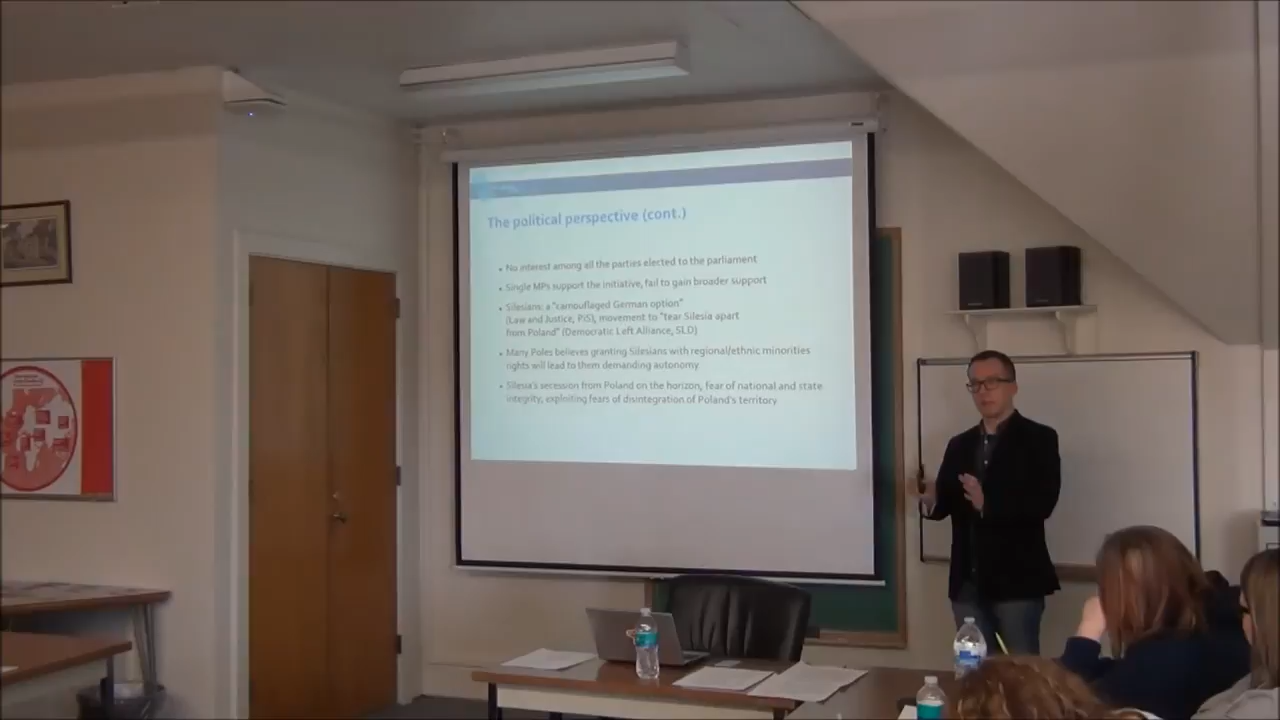 The political perspective (cont.)
• No interest among all the parties elected to the parliament
• Single MPs support the initiative, fail to gain broader support
• Silesians: a "camouflaged German option"
(Law and Justice, PiS), movement to "tear Silesia apart
from Poland" (Democratic Left Alliance, SLD)
• Many Poles believes granting Silesians with regional/ethnic minorities
rights will lead to them demanding autonomy
• Silesia's secession from Poland on the horizon, fear of national and state
integrity; exploiting fears of disintegration of Poland's territory